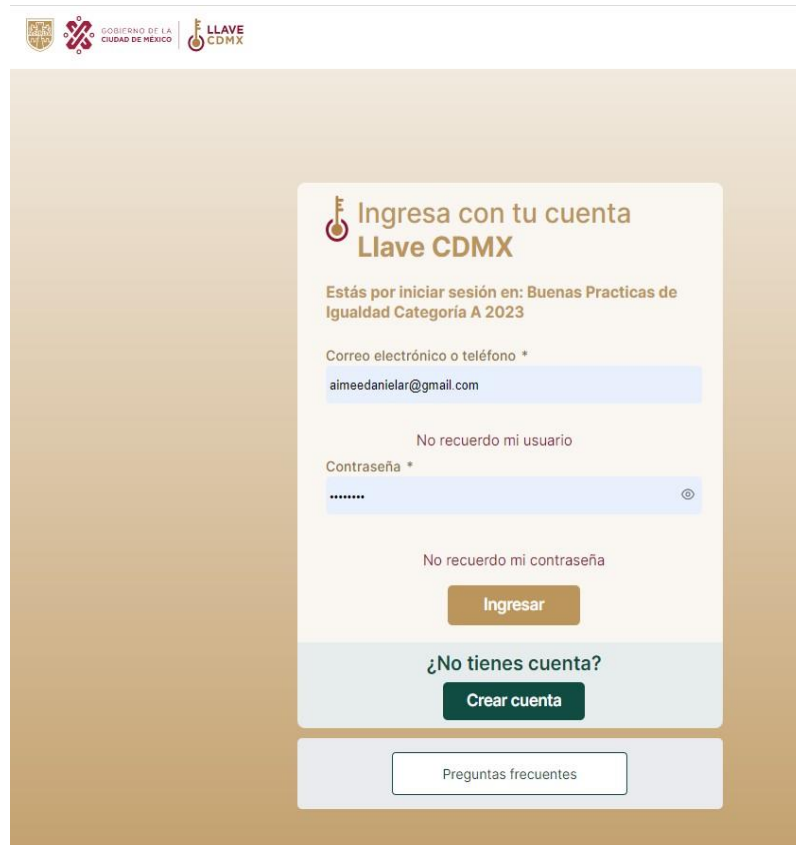 GOBIERNO DE LA
CIUDAD DE MÉXICO
LLAVE
CDMX
Ingresa con tu cuenta
Llave CDMX
Estás por iniciar sesión en: Buenas Practicas de
Igualdad Categoría A 2023
Correo electrónico o teléfono *
aimeedanielar@gmail.com
No recuerdo mi usuario
Contraseña *
••••••••
No recuerdo mi contraseña
Ingresar
¿No tienes cuenta?
Crear cuenta
Preguntas frecuentes